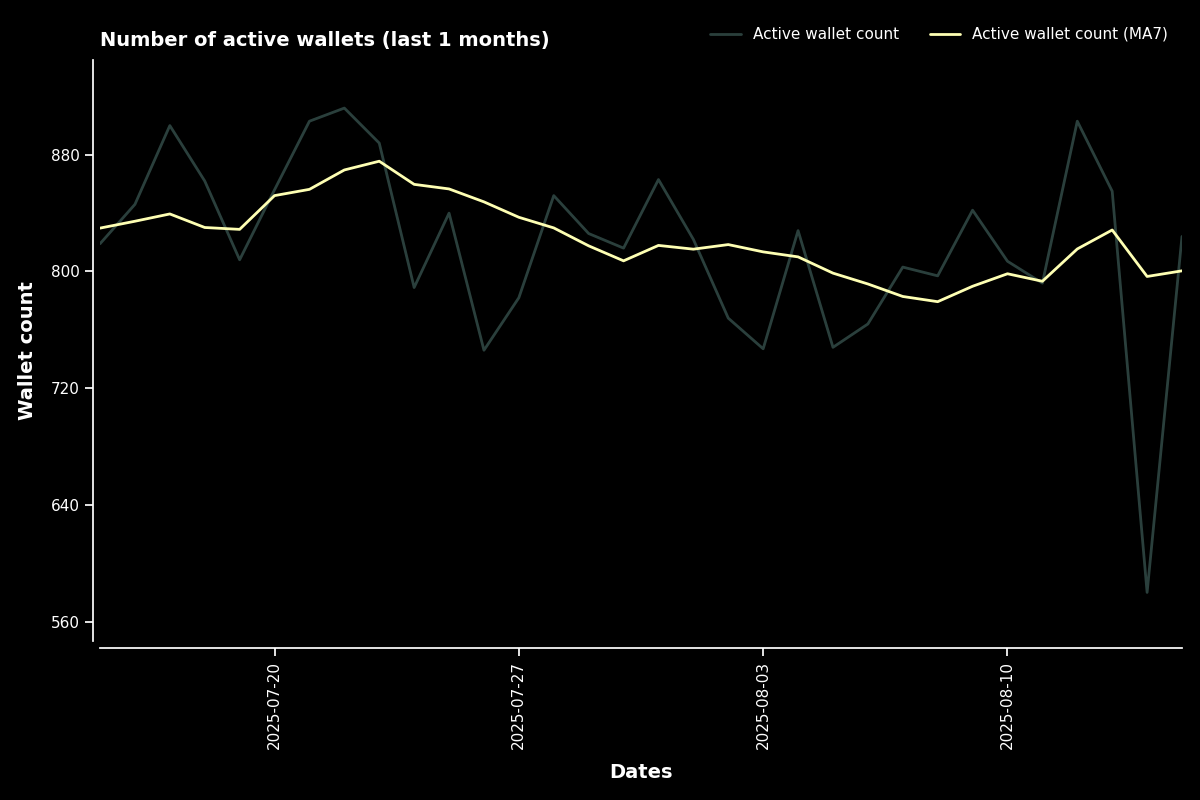 Number of active wallets (last 1 months)
Active wallet count
Active wallet count (MA7)
880
800
720
640
560
Wallet count
2025-07-20
2025-07-27
2025-08-03
2025-08-10
Dates